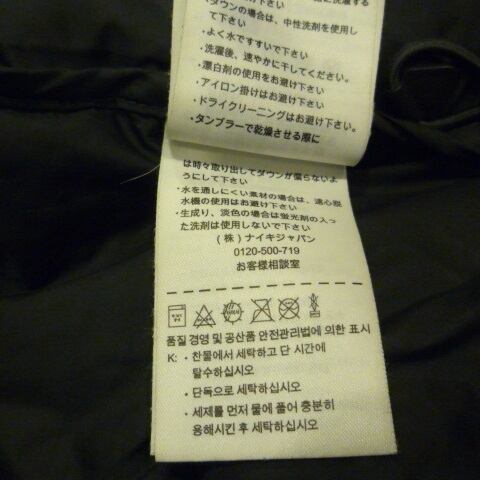 ・ダウンの場合は、中性洗剤を使用し
て下さい
・よく水ですすいで下さい
・洗濯後、速やかに干してください。
・漂白剤の使用をお避け下さい
・アイロン掛けはお避け下さい
・ドライクリーニングはお避け下さい。
・タンブラーで乾燥させる際に
は時々取り出してダウンが偏らないよ
うにして下さい
・水を通しにくい素材の場合は、遠心脱
水機の使用はお避け下さい
・生成り、淡色の場合は蛍光剤の入っ
た洗剤は使用しないで下さい
(株) ナイキジャパン
0120-500-719
お客様相談室
품질 경영 및 공산품 안전관리법에 의한 표시
K: · 찬물에서 세탁하고 단 시간에
탈수하십시오
· 단독으로 세탁하십시오
· 세제를 먼저 물에 풀어 충분히
용해시킨 후 세탁하십시오